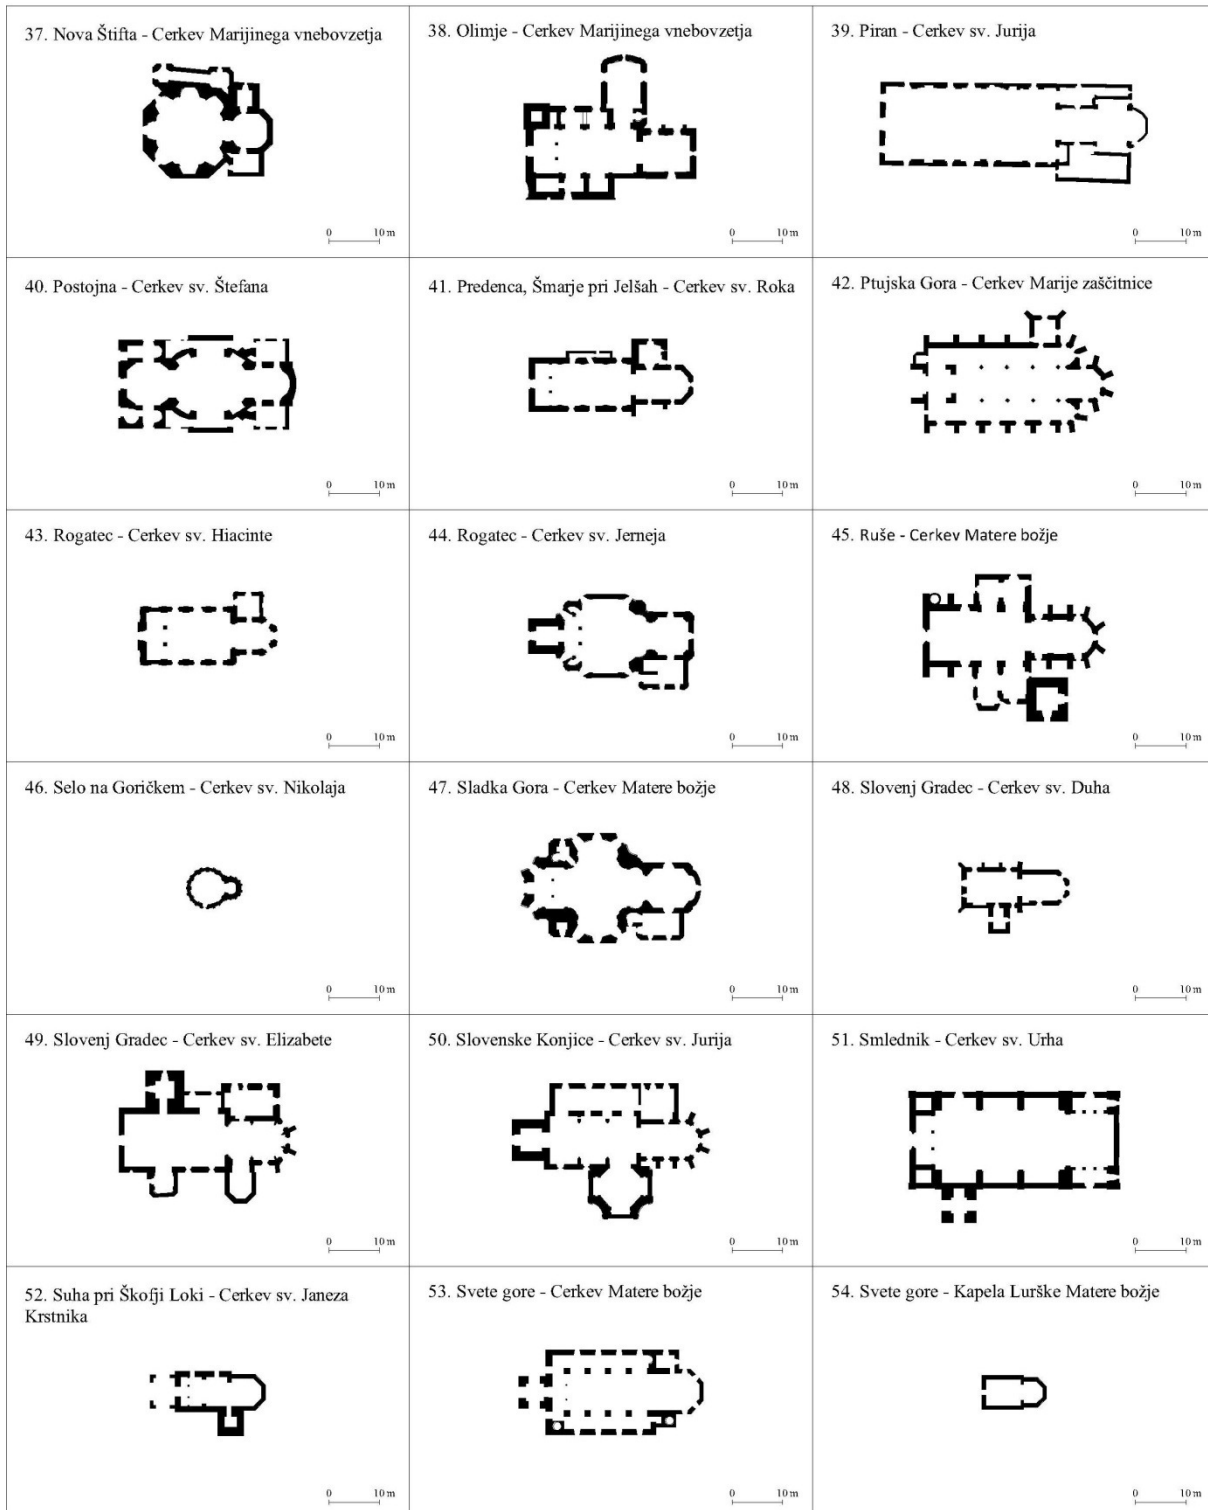 37. Nova Štifta - Cerkev Marijinega vnebovzetja
0 10 m
38. Olimje - Cerkev Marijinega vnebovzetja
0 10 m
39. Piran - Cerkev sv. Jurija
0 10 m
40. Postojna - Cerkev sv. Štefana
0 10 m
41. Predenca, Šmarje pri Jelšah - Cerkev sv. Roka
0 10 m
42. Ptujska Gora - Cerkev Marije zaščitnice
0 10 m
43. Rogatec - Cerkev sv. Hiacinte
0 10 m
44. Rogatec - Cerkev sv. Jerneja
0 10 m
45. Ruše - Cerkev Matere božje
0 10 m
46. Selo na Goričkem - Cerkev sv. Nikolaja
0 10 m
47. Sladka Gora - Cerkev Matere božje
0 10 m
48. Slovenj Gradec - Cerkev sv. Duha
0 10 m
49. Slovenj Gradec - Cerkev sv. Elizabete
0 10 m
50. Slovenske Konjice - Cerkev sv. Jurija
0 10 m
51. Smlednik - Cerkev sv. Urha
0 10 m
52. Suha pri Škofji Loki - Cerkev sv. Janeza
Krstnika
0 10 m
53. Svete gore - Cerkev Matere božje
0 10 m
54. Svete gore - Kapela Lurške Matere božje
0 10 m